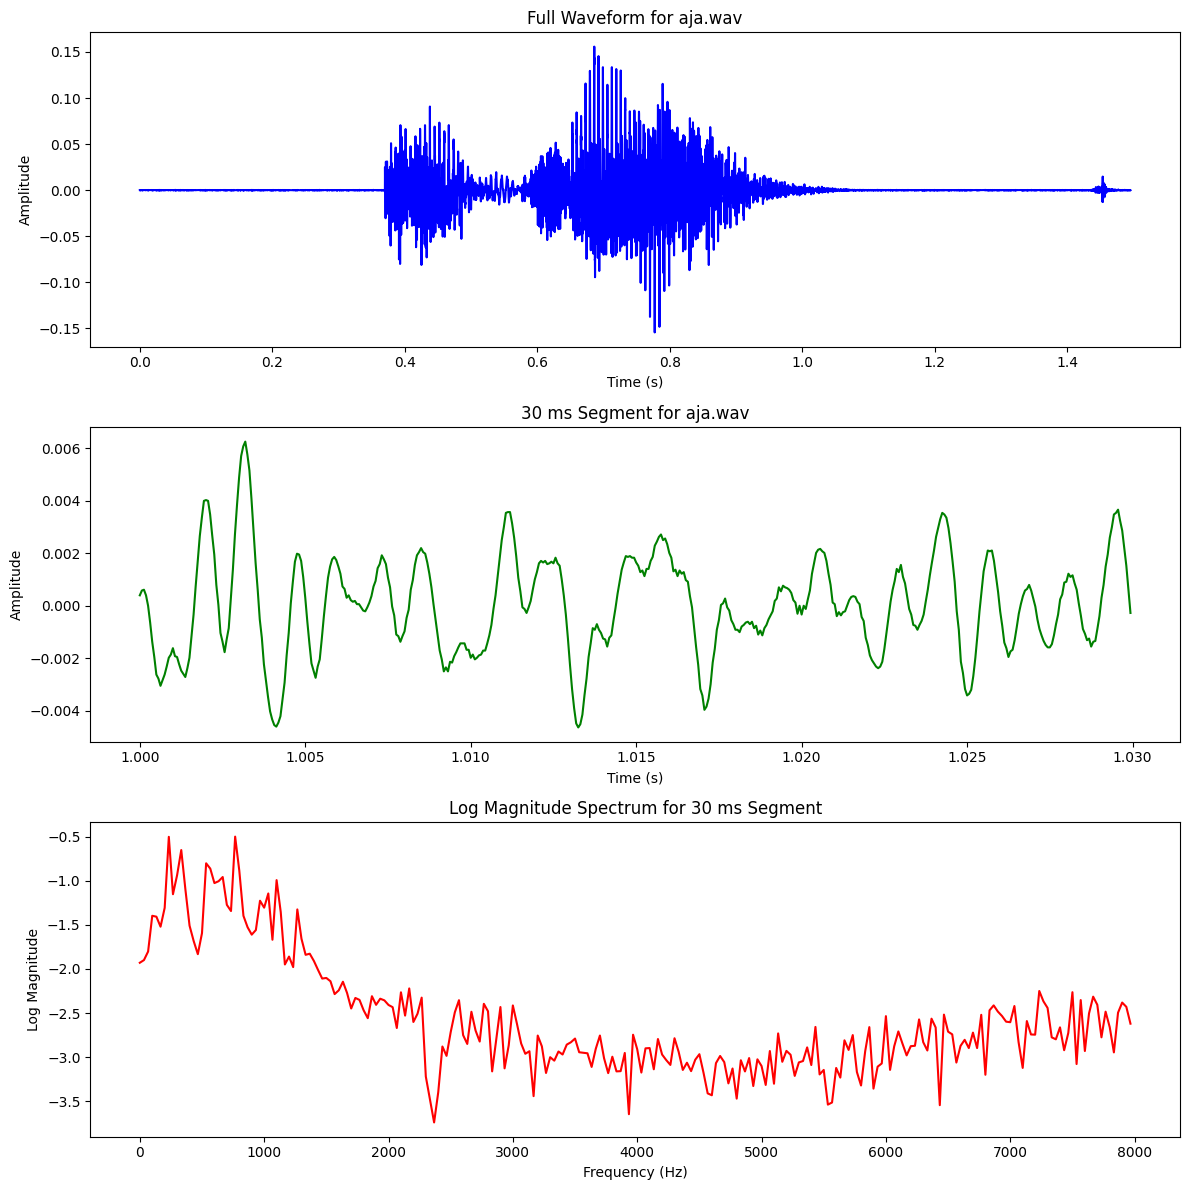 Full Waveform for aja.wav
0.15
0.10
0.05
0.00
−0.05
−0.10
−0.15
Amplitude
0.0 0.2 0.4 0.6 0.8 1.0 1.2 1.4
Time (s)
30 ms Segment for aja.wav
0.006
0.004
0.002
0.000
−0.002
−0.004
Amplitude
1.000 1.005 1.010 1.015 1.020 1.025 1.030
Time (s)
Log Magnitude Spectrum for 30 ms Segment
−0.5
−1.0
−1.5
−2.0
−2.5
−3.0
−3.5
Log Magnitude
0 1000 2000 3000 4000 5000 6000 7000 8000
Frequency (Hz)